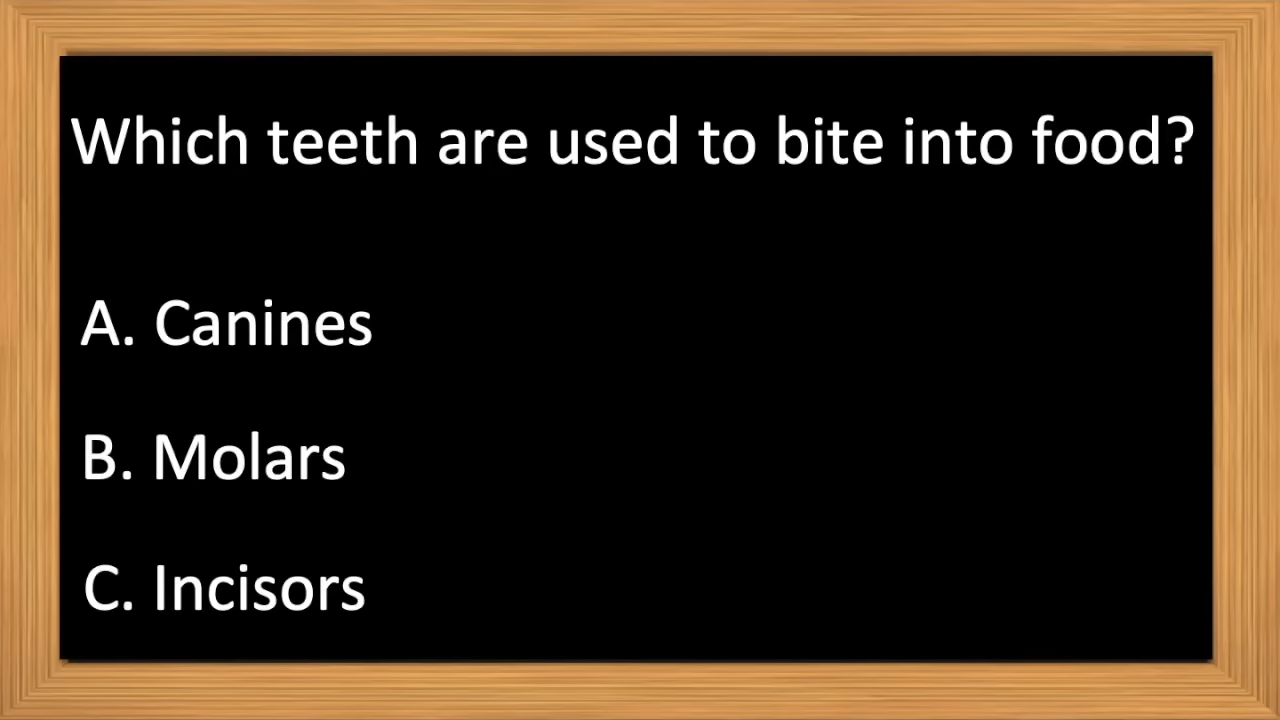 Which teeth are used to bite into food?
A. Canines
B. Molars
C. Incisors